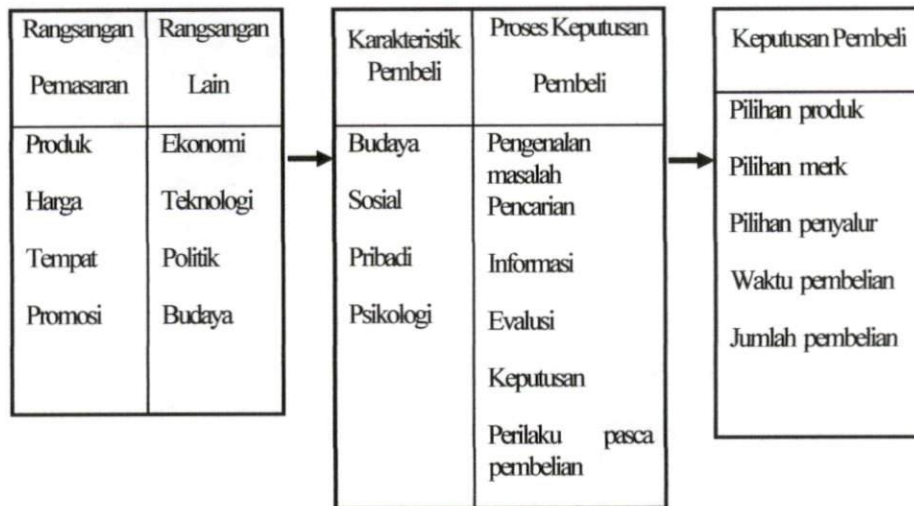 Rangsangan
Pemasaran
Rangsangan
Lain
Produk
Harga
Tempat
Promosi
Ekonomi
Teknologi
Politik
Budaya
Karakteristik
Pembeli
Proses Keputusan
Pembeli
Budaya
Sosial
Pribadi
Psikologi
Pengenalan
masalah
Pencarian
Informasi
Evalusi
Keputusan
Perilaku pasca
pembelian
Keputusan Pembeli
Pilihan produk
Pilihan merk
Pilihan penyalur
Waktu pembelian
Jumlah pembelian